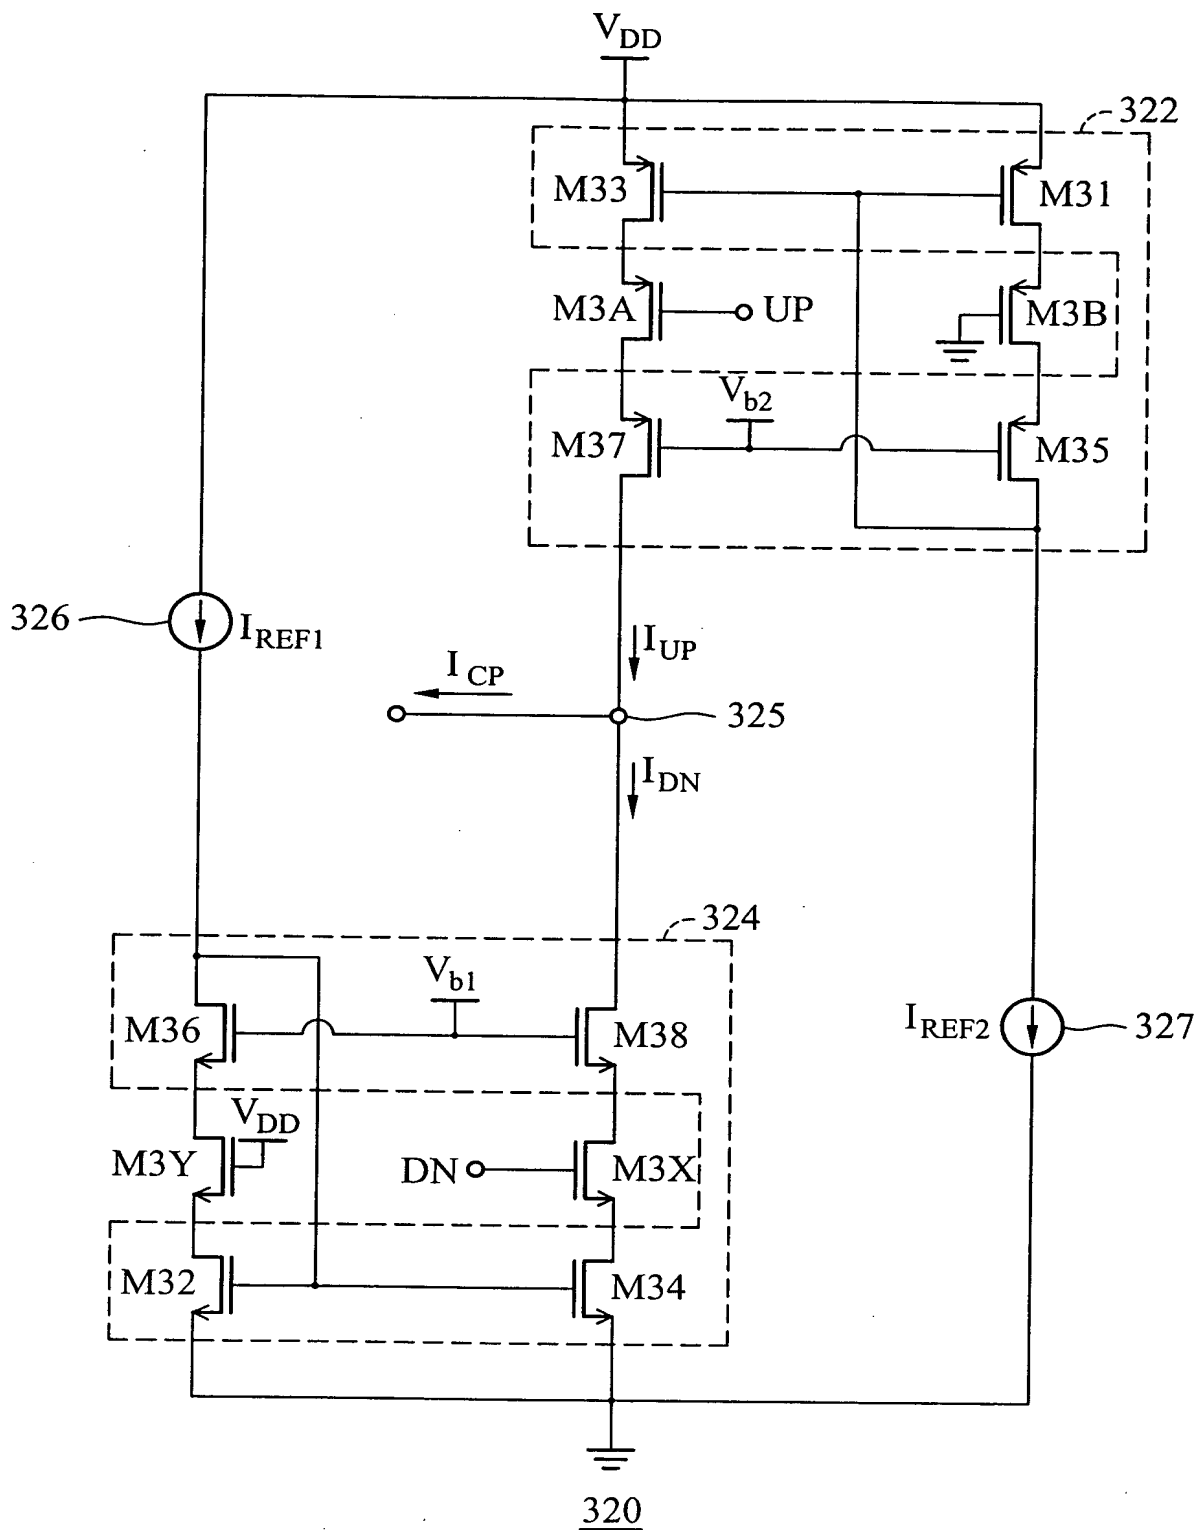 VDD
322
M33
M31
M3A
UP
M3B
Vb2
M37
M35
326
IREF1
IUP
ICP
325
IDN
324
Vb1
M36
M38
IREF2
327
VDD
M3Y
DN
M3X
M32
M34
320